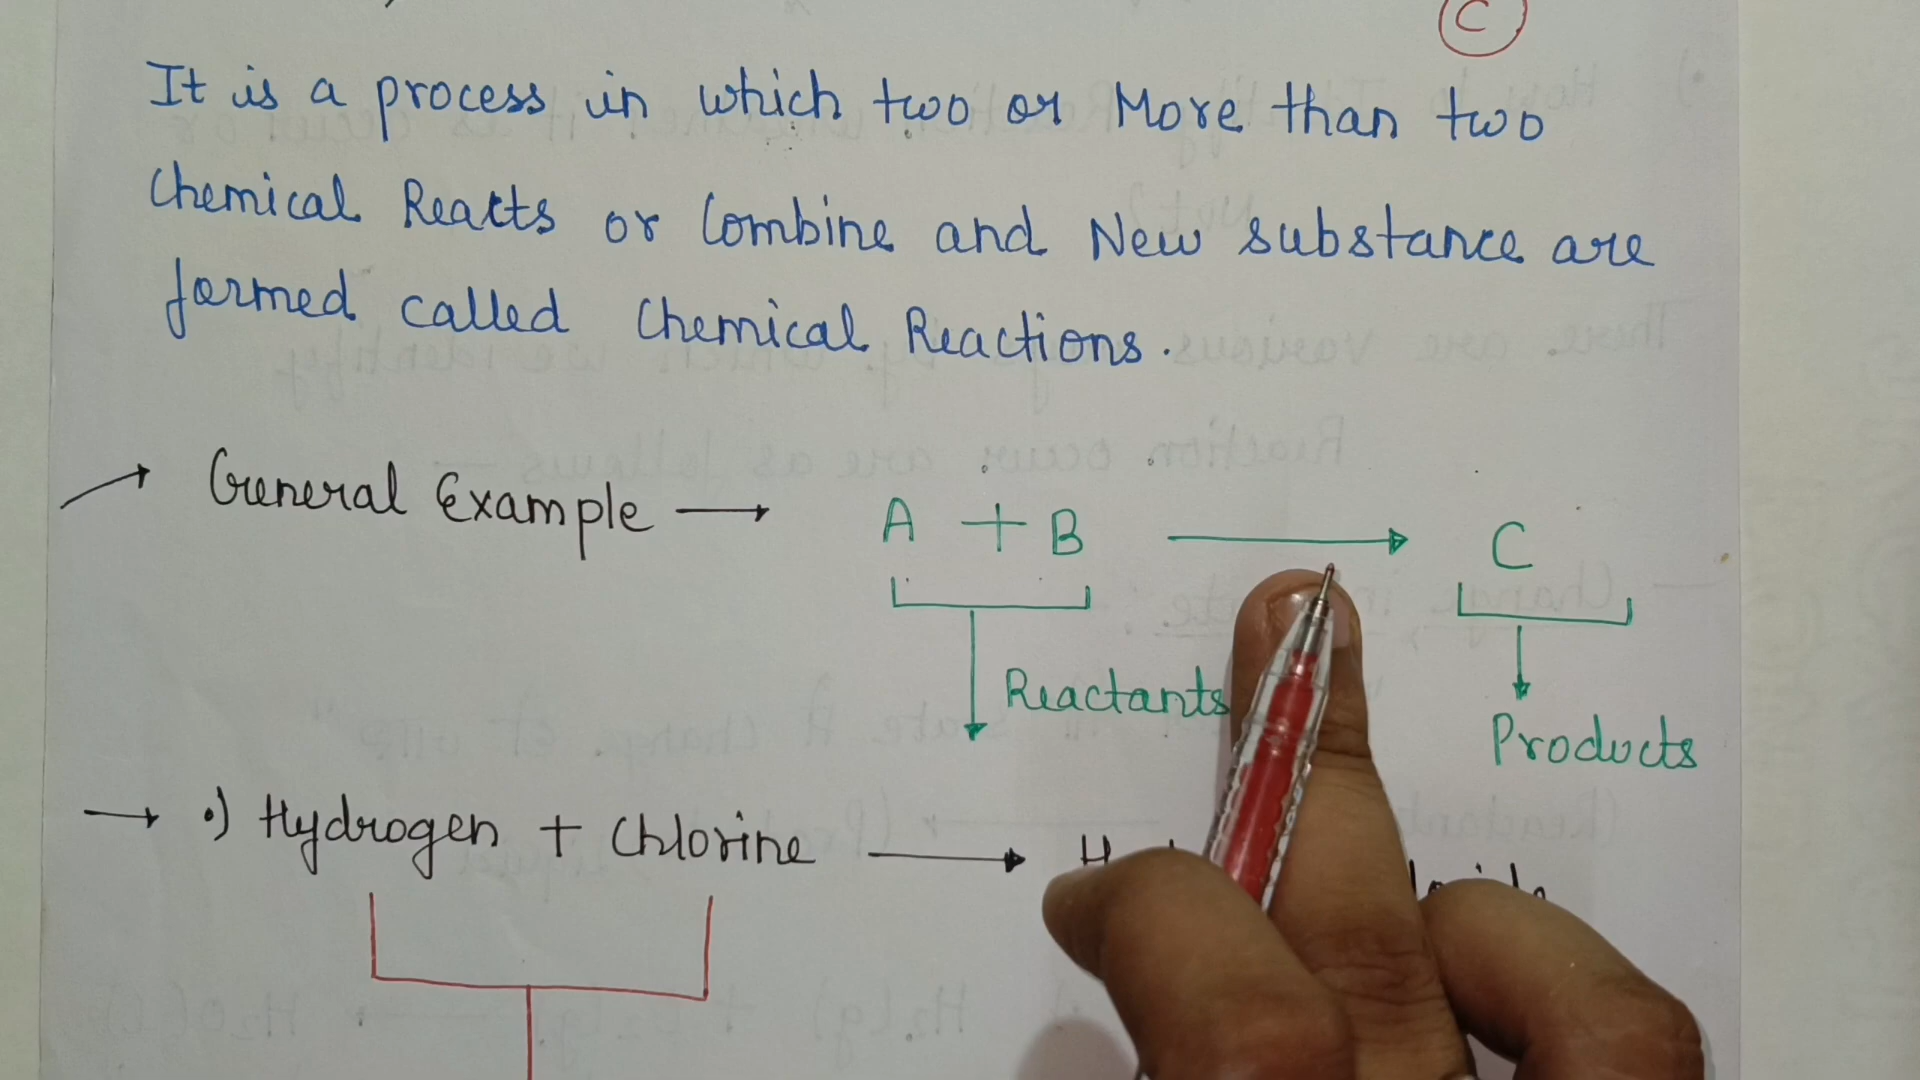 C
It is a process in which two or More than two
Chemical Reacts or Combine and New substance are
formed called Chemical Reactions.
General Example → A + B → C
Reactants
Products
→ •) Hydrogen + Chlorine →